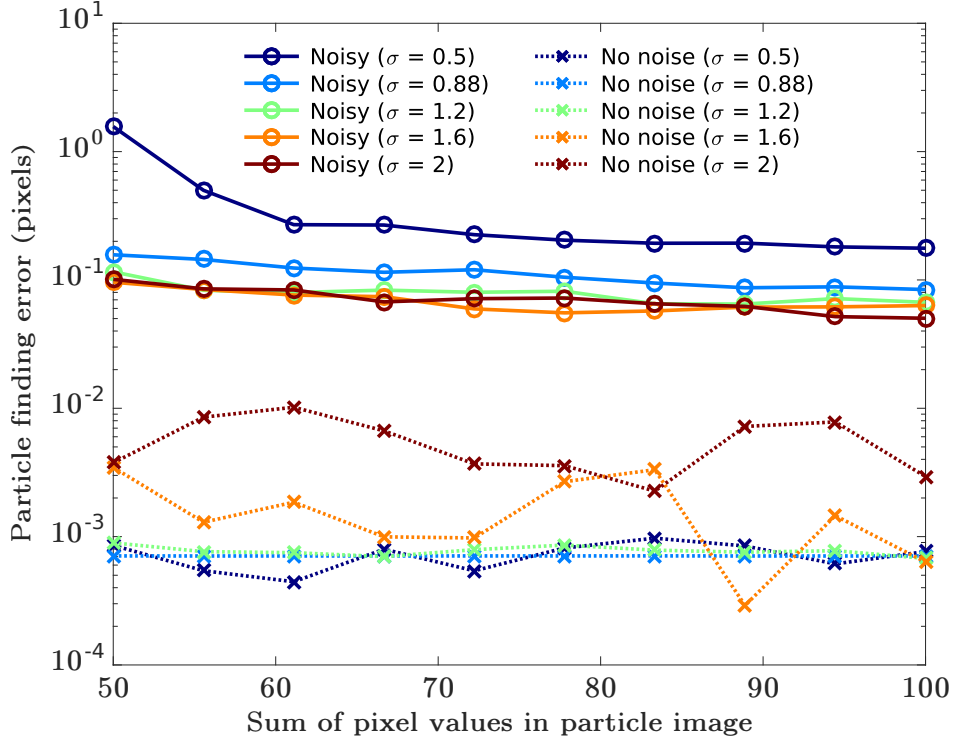 10^1
10^0
10^-1
10^-2
10^-3
10^-4
Particle finding error (pixels)
Noisy (σ = 0.5)
Noisy (σ = 0.88)
Noisy (σ = 1.2)
Noisy (σ = 1.6)
Noisy (σ = 2)
No noise (σ = 0.5)
No noise (σ = 0.88)
No noise (σ = 1.2)
No noise (σ = 1.6)
No noise (σ = 2)
50 60 70 80 90 100
Sum of pixel values in particle image